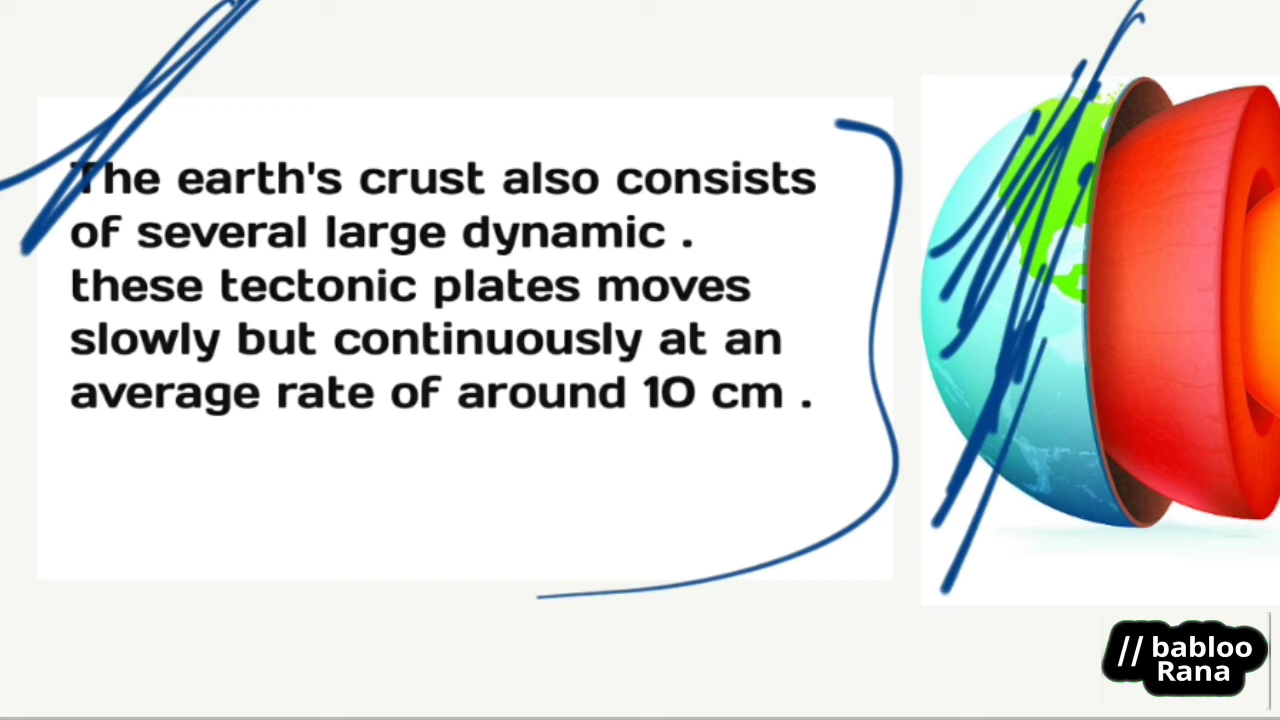 The earth's crust also consists
of several large dynamic .
these tectonic plates moves
slowly but continuously at an
average rate of around 10 cm .
// babloo
Rana